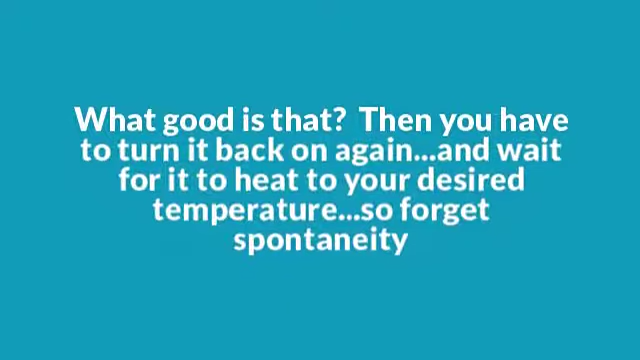 What good is that?  Then you have
to turn it back on again...and wait
for it to heat to your desired
temperature...so forget
spontaneity